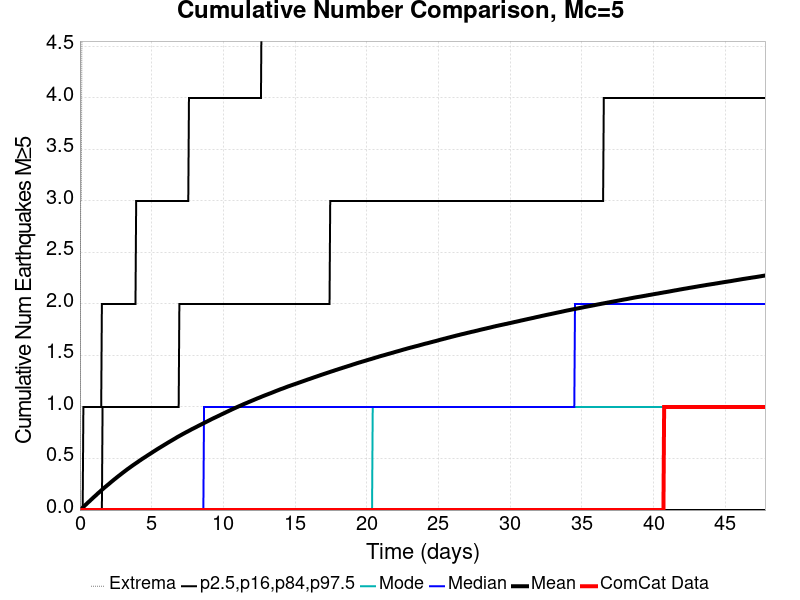 Cumulative Number Comparison, Mc=5
Cumulative Num Earthquakes M≥5
4.5
4.0
3.5
3.0
2.5
2.0
1.5
1.0
0.5
0.0
0 5 10 15 20 25 30 35 40 45
Time (days)
Extrema p2.5,p16,p84,p97.5 Mode Median Mean ComCat Data